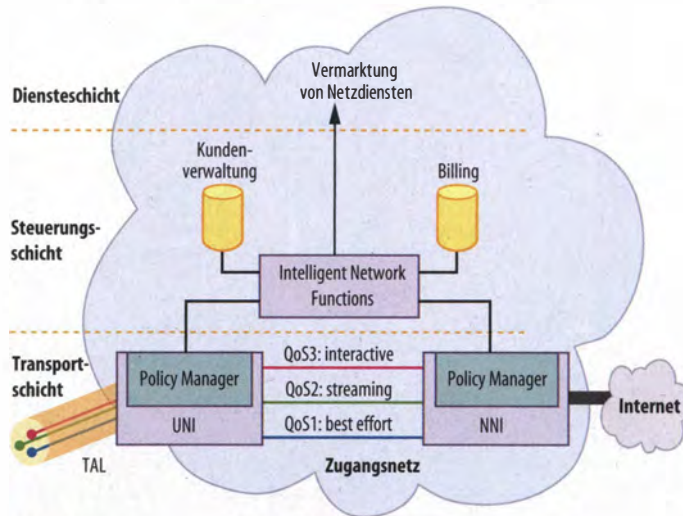 Vermarktung
von Netzdiensten
Diensteschicht
Kunden-
verwaltung
Billing
Steuerungs-
schicht
Intelligent Network
Functions
Transport-
schicht
QoS3: interactive
Policy Manager
Policy Manager
QoS2: streaming
Internet
UNI
QoS1: best effort
NNI
TAL
Zugangsnetz